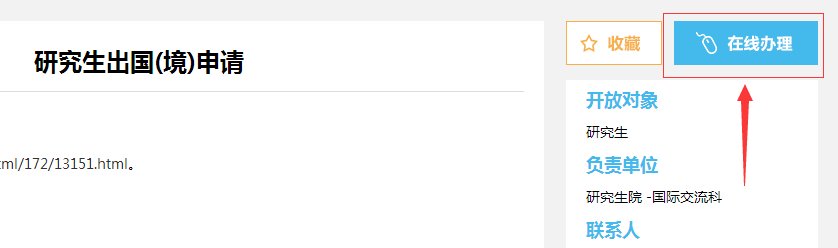 研究生出国(境)申请
ml/172/13151.html。
收藏
在线办理
开放对象
研究生
负责单位
研究生院 -国际交流科
联系人